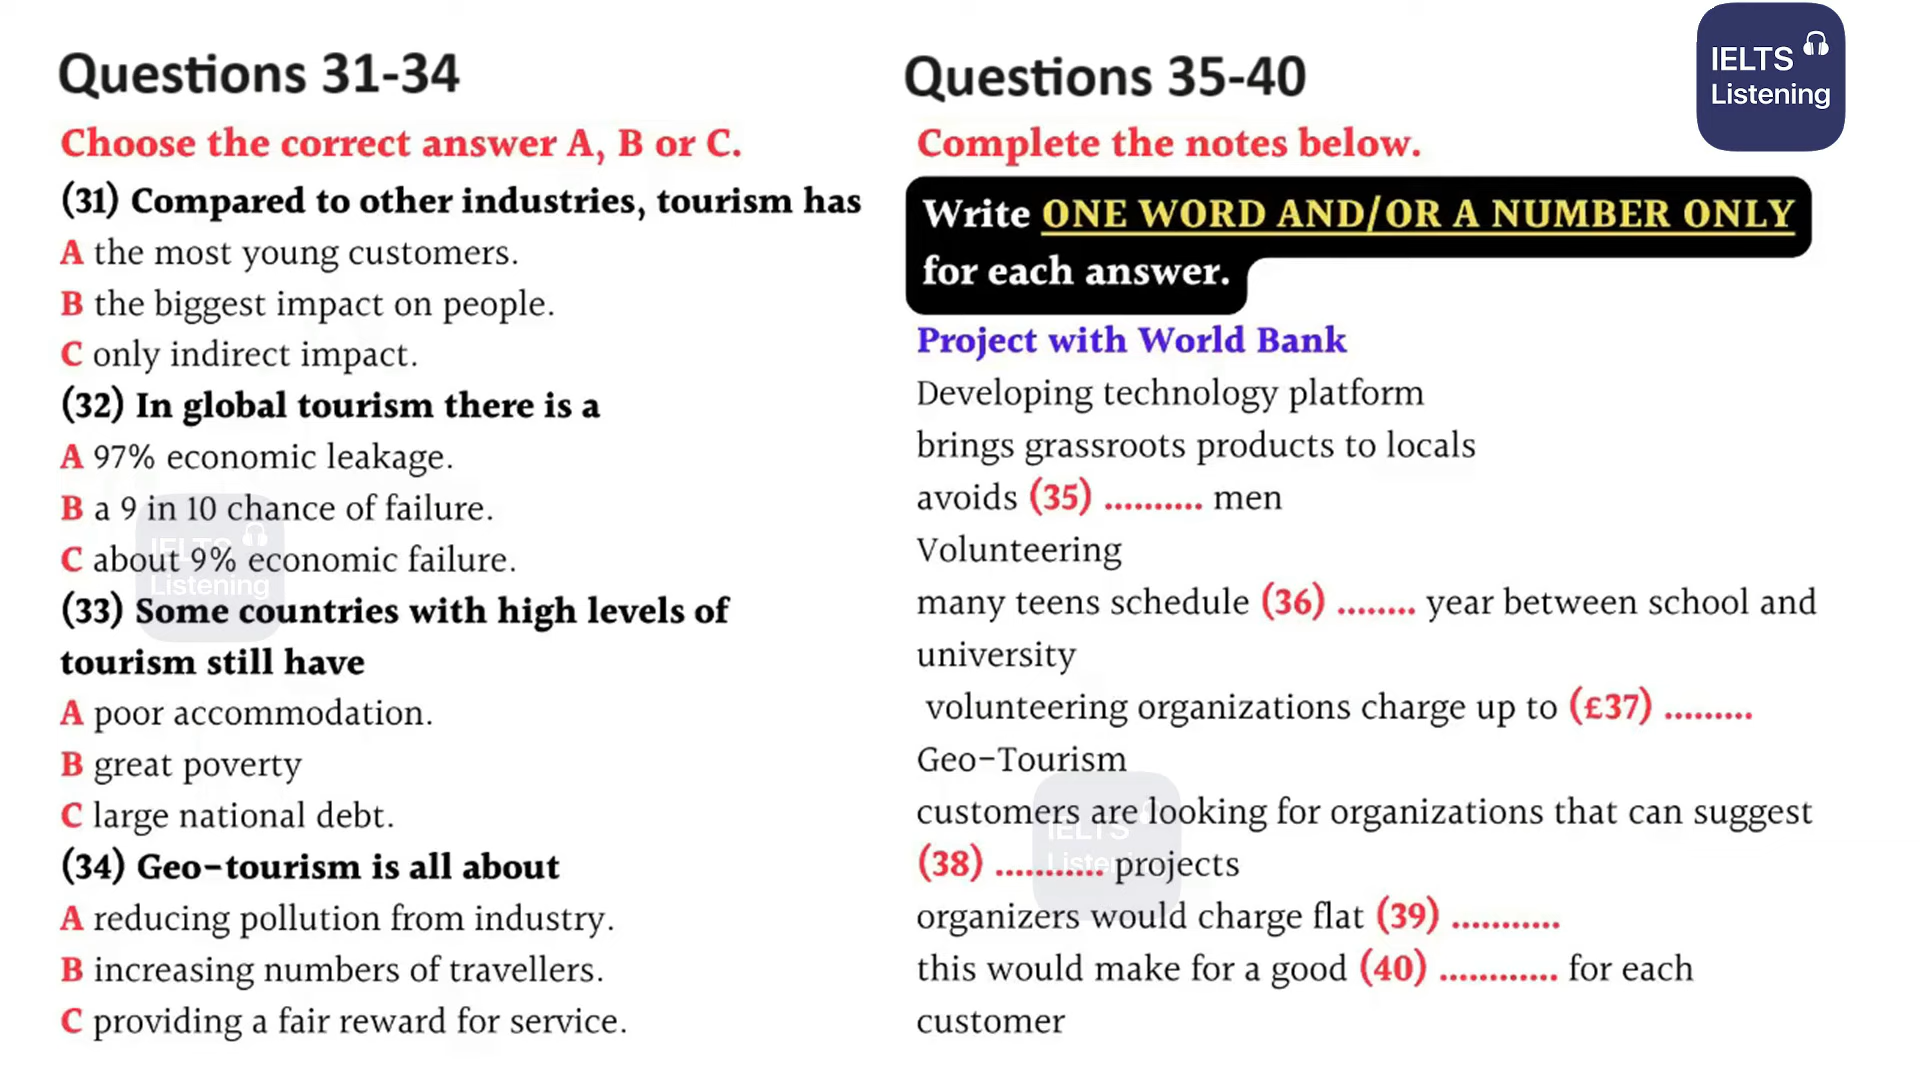 IELTS
Listening
Questions 31-34
Choose the correct answer A, B or C.
(31) Compared to other industries, tourism has
A the most young customers.
B the biggest impact on people.
C only indirect impact.
(32) In global tourism there is a
A 97% economic leakage.
B a 9 in 10 chance of failure.
C about 9% economic failure.
(33) Some countries with high levels of
tourism still have
A poor accommodation.
B great poverty
C large national debt.
(34) Geo-tourism is all about
A reducing pollution from industry.
B increasing numbers of travellers.
C providing a fair reward for service.
Questions 35-40
Complete the notes below.
Write ONE WORD AND/OR A NUMBER ONLY
for each answer.
Project with World Bank
Developing technology platform
brings grassroots products to locals
avoids (35) .......... men
Volunteering
many teens schedule (36) ........ year between school and
university
volunteering organizations charge up to (£37) .........
Geo-Tourism
customers are looking for organizations that can suggest
(38) ........... projects
organizers would charge flat (39) ...........
this would make for a good (40) ............ for each
customer
IELTS
Listening
IELTS
Listening